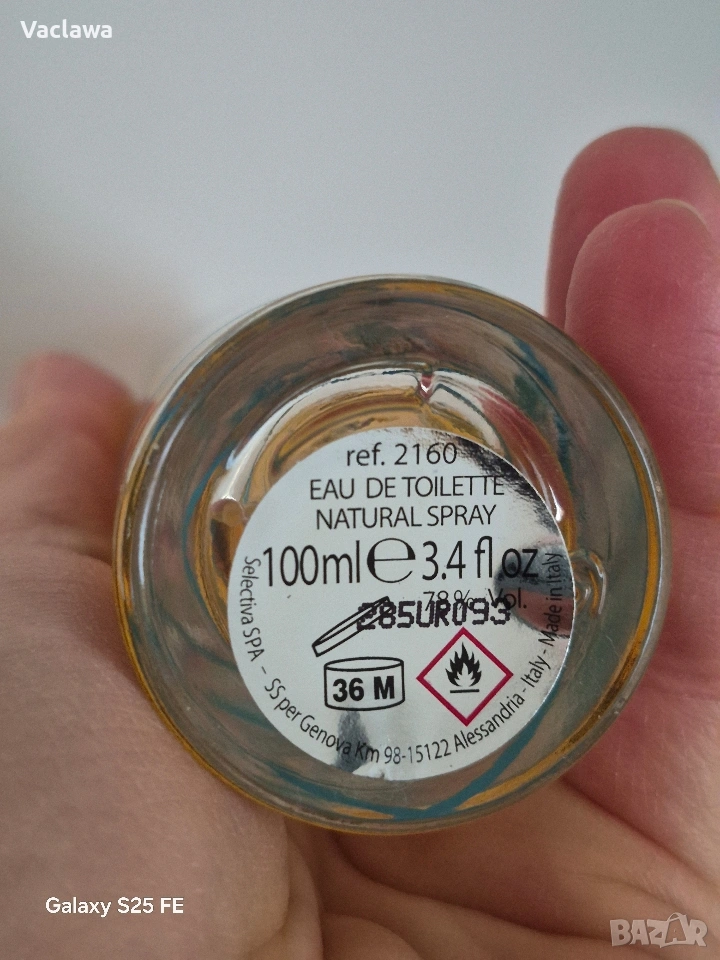 Vaclawa
ref. 2160
EAU DE TOILETTE
NATURAL SPRAY
100ml e 3.4 fl oz
78% Vol.
285UR093
36 M
Selectiva SPA – SS per Genova Km 98-15122 Alessandria - Italy - Made in Italy
Galaxy S25 FE
BAZAR